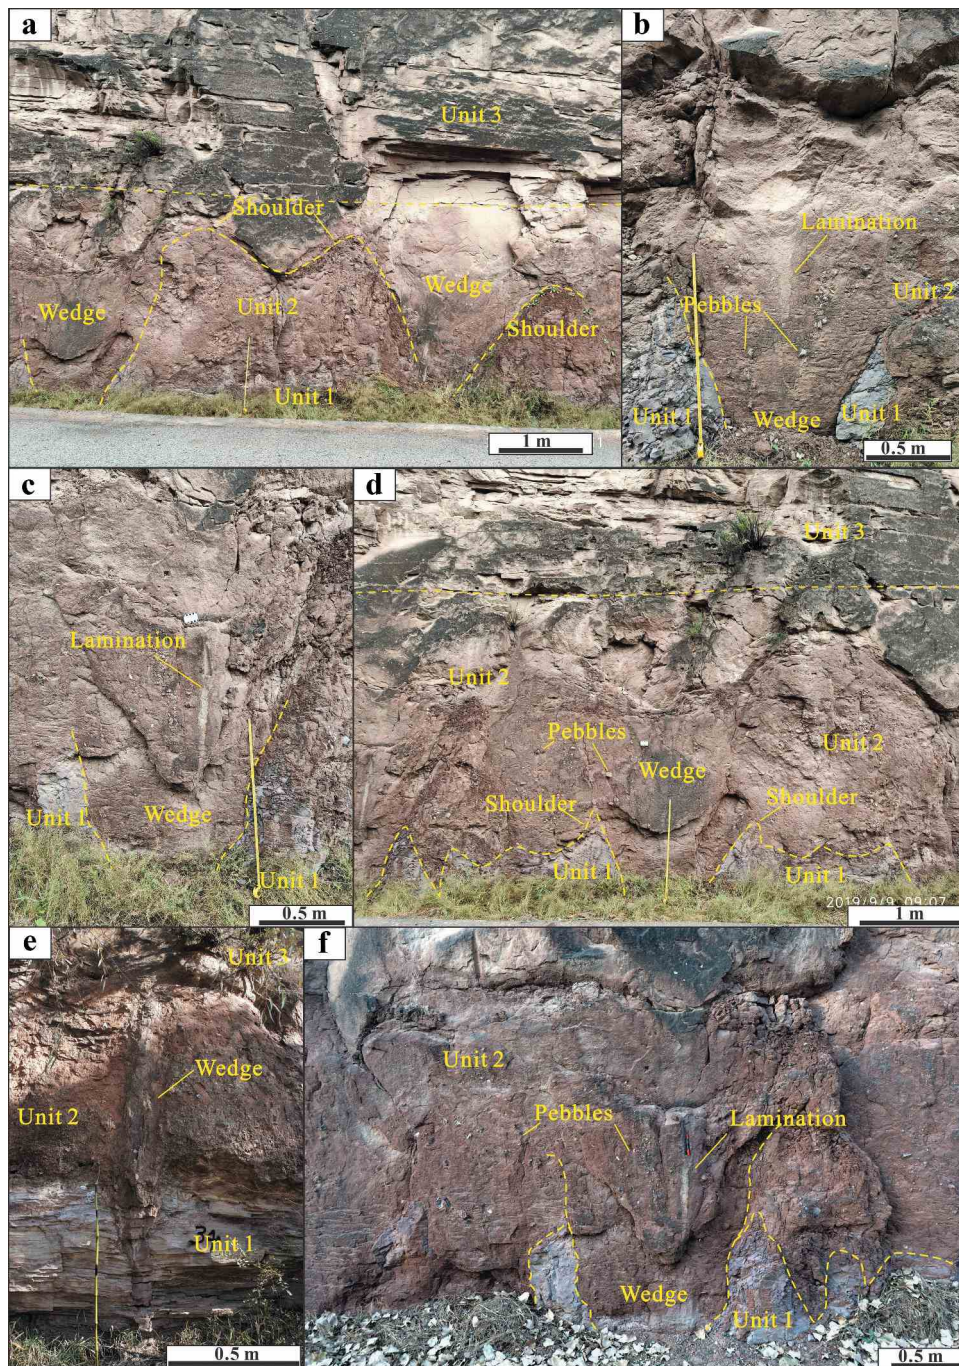 a
Unit 3
Shoulder
Wedge
Wedge
Unit 2
Shoulder
Unit 1
1 m
b
Lamination
Unit 2
Pebbles
Unit 1
Unit 1
Wedge
0.5 m
c
Lamination
Unit 1
Wedge
Unit 1
0.5 m
d
Unit 3
Unit 2
Pebbles
Unit 2
Wedge
Shoulder
Shoulder
Unit 1
Unit 1
2019/9/9 09:07
1 m
e
Unit 3
Wedge
Unit 2
Unit 1
0.5 m
f
Unit 2
Pebbles
Lamination
Wedge
Unit 1
0.5 m